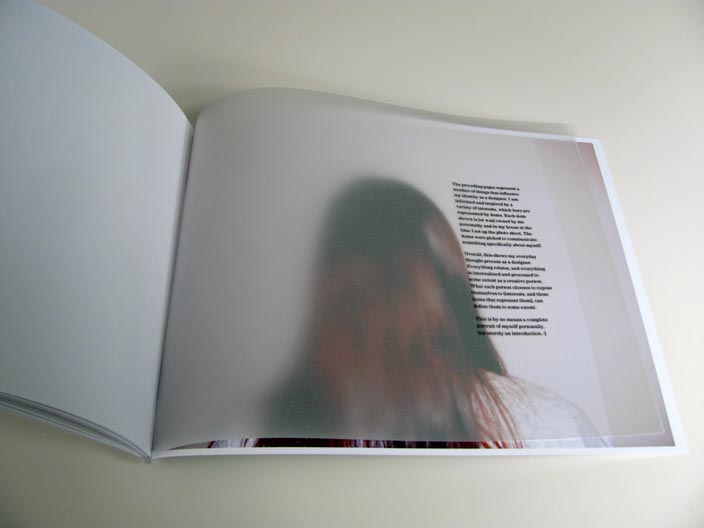 The preceding pages represent a
number of things that influence
my identity as a designer. I am
informed and inspired by a
variety of interests, which here are
represented by items. Each item
shown is (or was) owned by me
personally and in my house at the
time I set up the photo shoot. The
items were picked to communicate
something specifically about myself.
Overall, this shows my everyday
thought process as a designer.
Everything relates, and everything
is internalized and processed to
some extent as a creative person.
What each person chooses to expose
themselves to (interests, and those
items that represent them), can
define them to some extent.
This is by no means a complete
portrait of myself personally,
but merely an introduction. :)